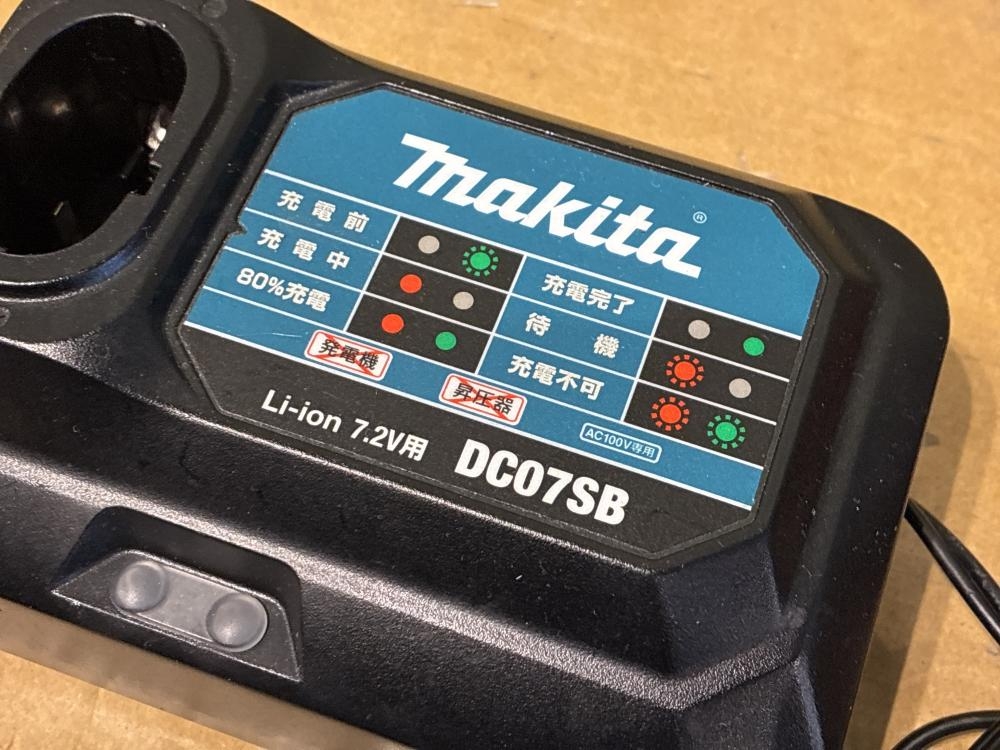 makita®
充電前
充電中
80%充電
充電完了
待機
充電不可
発電機
昇圧器
AC100V専用
Li-ion 7.2V用
DC07SB